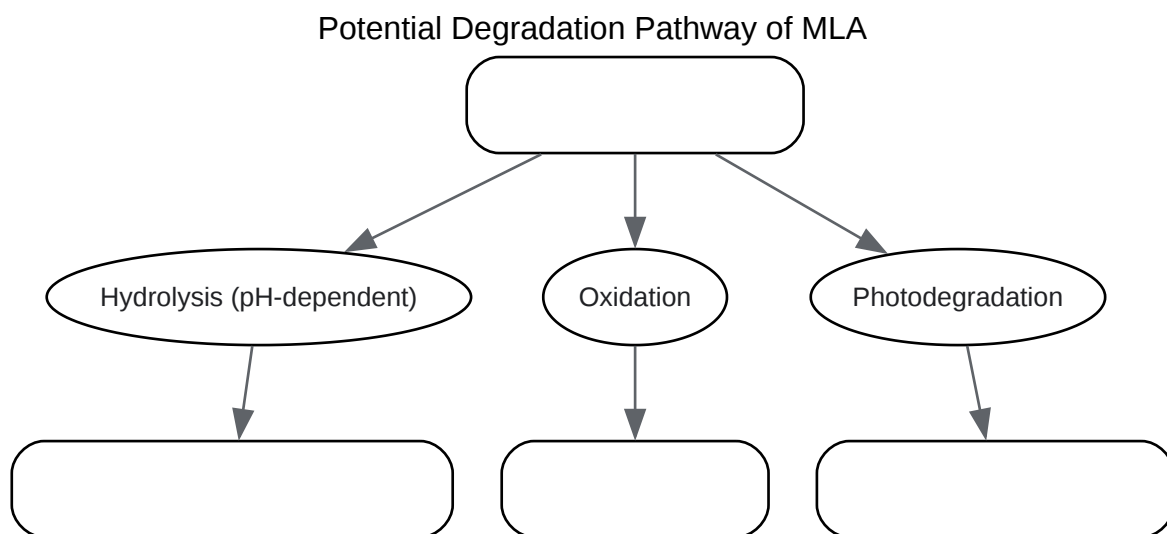 Potential Degradation Pathway of MLA
Hydrolysis (pH-dependent)
Oxidation
Photodegradation